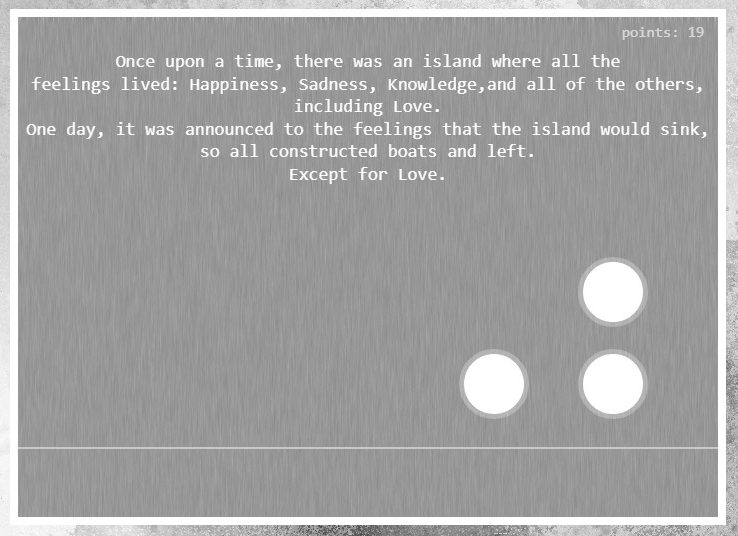 points: 19
Once upon a time, there was an island where all the
feelings lived: Happiness, Sadness, Knowledge,and all of the others,
including Love.
One day, it was announced to the feelings that the island would sink,
so all constructed boats and left.
Except for Love.